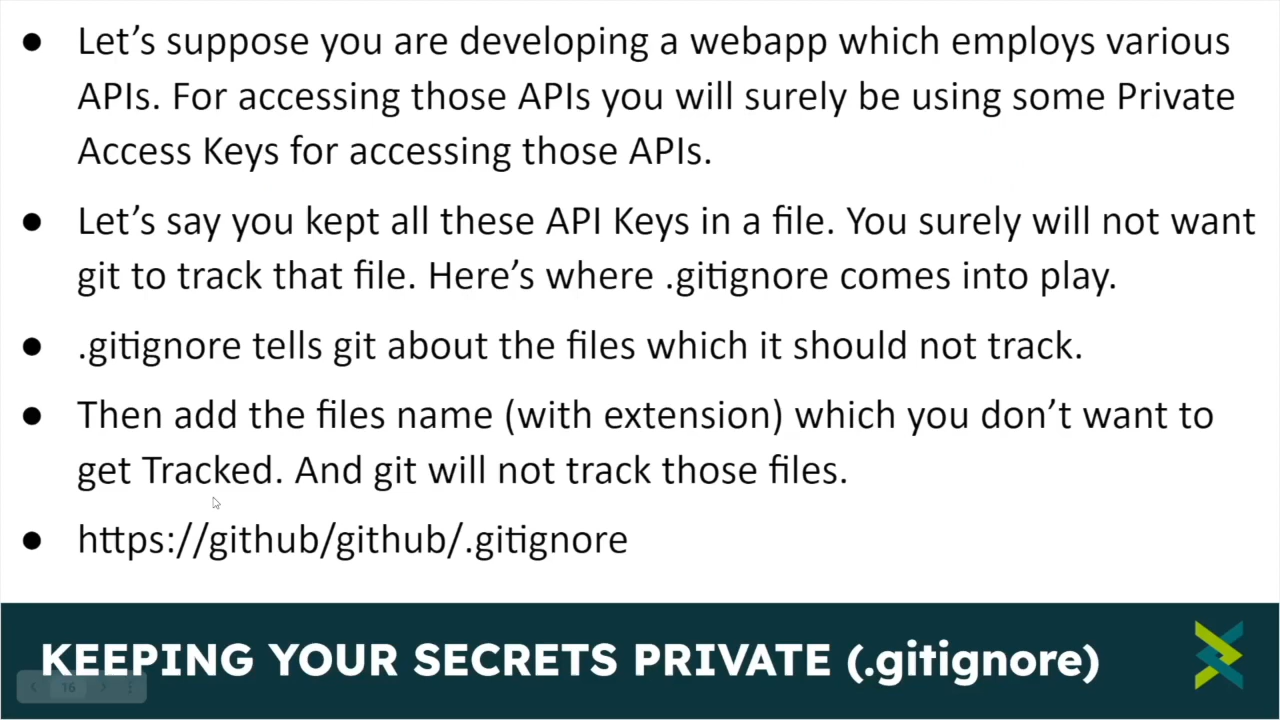 ● Let’s suppose you are developing a webapp which employs various
APIs. For accessing those APIs you will surely be using some Private
Access Keys for accessing those APIs.
● Let’s say you kept all these API Keys in a file. You surely will not want
git to track that file. Here’s where .gitignore comes into play.
● .gitignore tells git about the files which it should not track.
● Then add the files name (with extension) which you don’t want to
get Tracked. And git will not track those files.
● https://github/github/.gitignore
KEEPING YOUR SECRETS PRIVATE (.gitignore)
16